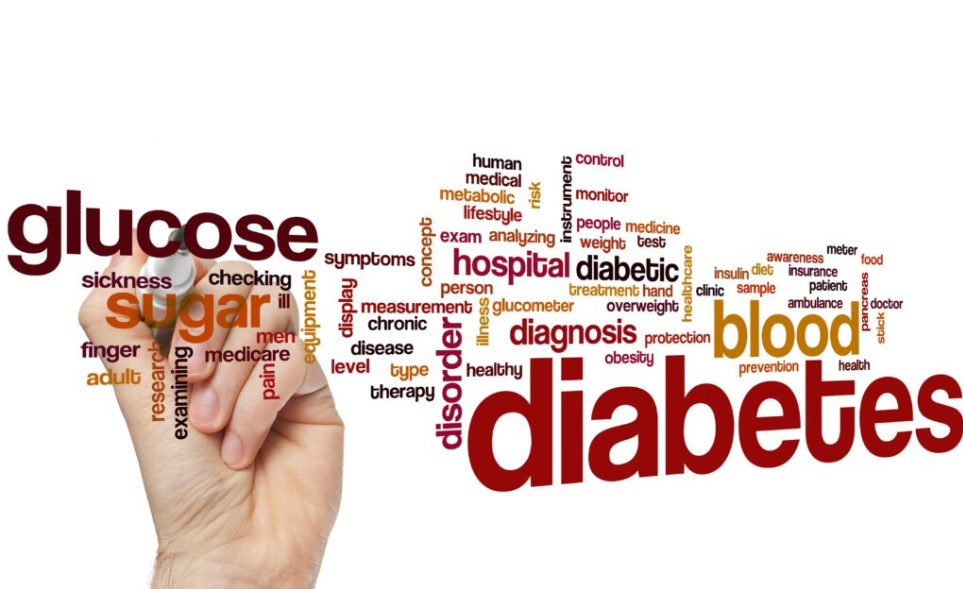 glucose
sickness
checking
sugar
ill
equipment
finger
research
examining
medicare
men
pain
adult
symptoms
concept
display
measurement
chronic
disease
level
type
therapy
human
medical
metabolic
risk
lifestyle
exam
analyzing
instrument
control
monitor
people
medicine
weight
test
hospital
diabetic
healthcare
person
treatment
hand
illness
glucometer
overweight
disorder
diagnosis
protection
obesity
healthy
clinic
insulin
diet
sample
awareness
meter
food
insurance
patient
ambulance
pancreas
doctor
stick
blood
prevention
health
diabetes